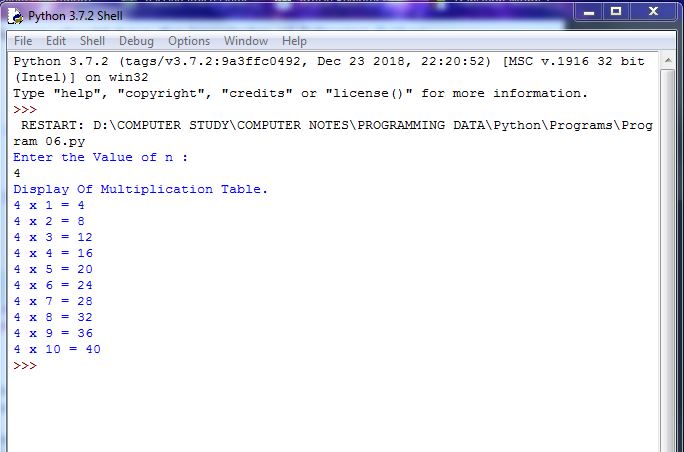 Python 3.7.2 Shell
File Edit Shell Debug Options Window Help
Python 3.7.2 (tags/v3.7.2:9a3ffc0492, Dec 23 2018, 22:20:52) [MSC v.1916 32 bit
(Intel)] on win32
Type "help", "copyright", "credits" or "license()" for more information.
>>>
RESTART: D:\COMPUTER STUDY\COMPUTER NOTES\PROGRAMMING DATA\Python\Programs\Prog
ram 06.py
Enter the Value of n :
4
Display Of Multiplication Table.
4 x 1 = 4
4 x 2 = 8
4 x 3 = 12
4 x 4 = 16
4 x 5 = 20
4 x 6 = 24
4 x 7 = 28
4 x 8 = 32
4 x 9 = 36
4 x 10 = 40
>>>